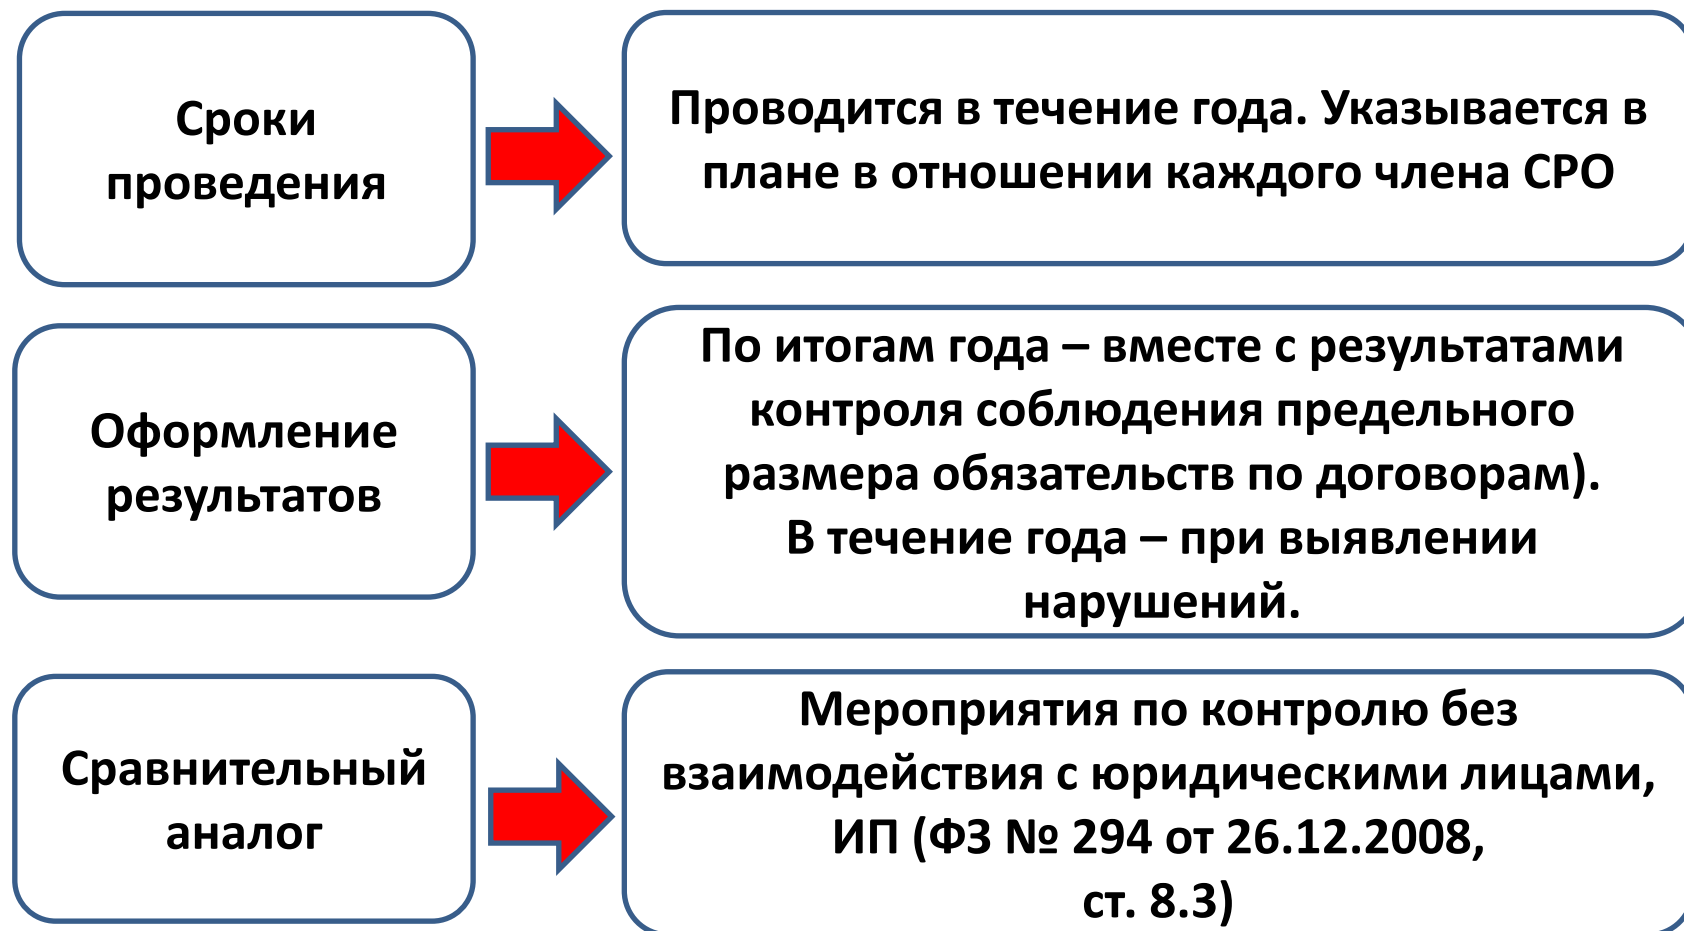 Сроки
проведения
Проводится в течение года. Указывается в
плане в отношении каждого члена СРО
Оформление
результатов
По итогам года – вместе с результатами
контроля соблюдения предельного
размера обязательств по договорам).
В течение года – при выявлении
нарушений.
Сравнительный
аналог
Мероприятия по контролю без
взаимодействия с юридическими лицами,
ИП (ФЗ № 294 от 26.12.2008,
ст. 8.3)